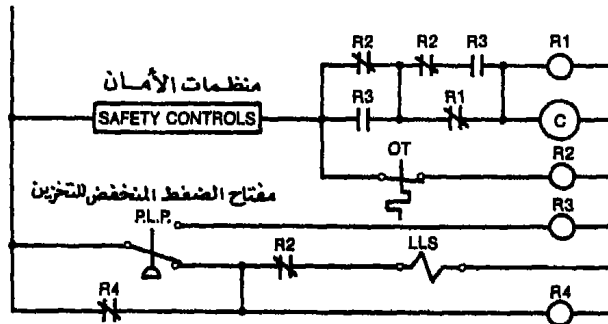 R2 R2 R3 R1
منظمات الأمان
R3 R1
SAFETY CONTROLS C
OT R2
مفتاح الضغط المنخفض للتخزين
P.L.P. R3
R2 LLS
R4 R4